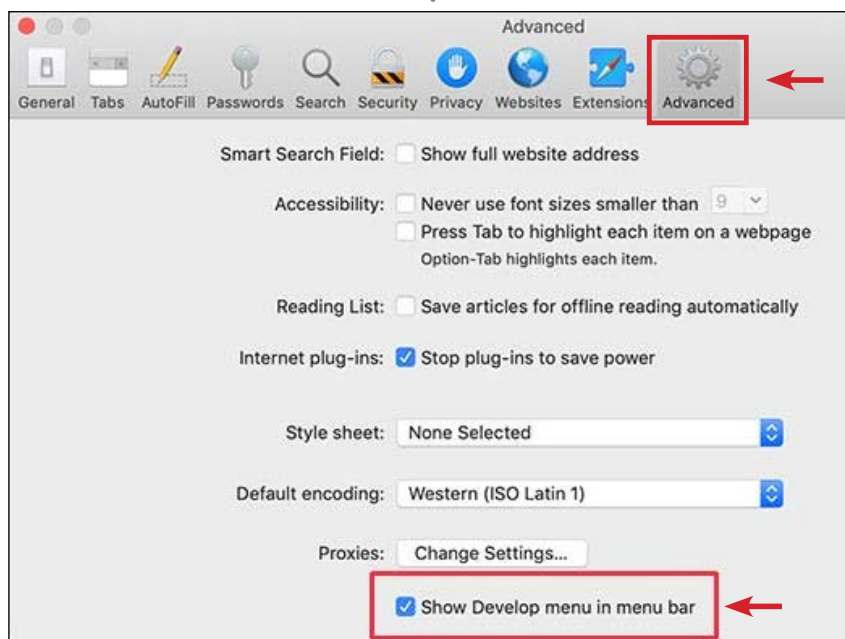 Advanced
General Tabs AutoFill Passwords Search Security Privacy Websites Extensions Advanced
Smart Search Field: Show full website address
Accessibility: Never use font sizes smaller than 9
Press Tab to highlight each item on a webpage
Option-Tab highlights each item.
Reading List: Save articles for offline reading automatically
Internet plug-ins: Stop plug-ins to save power
Style sheet: None Selected
Default encoding: Western (ISO Latin 1)
Proxies: Change Settings...
Show Develop menu in menu bar